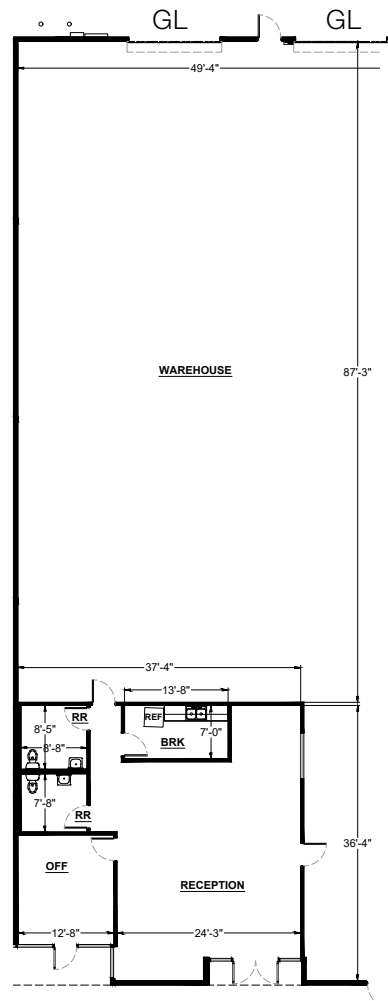 GL GL
49'-4"
WAREHOUSE
87'-3"
37'-4"
13'-8"
RR
REF
8'-5"
7'-0"
8'-8"
BRK
7'-8"
RR
36'-4"
OFF
RECEPTION
12'-8" 24'-3"